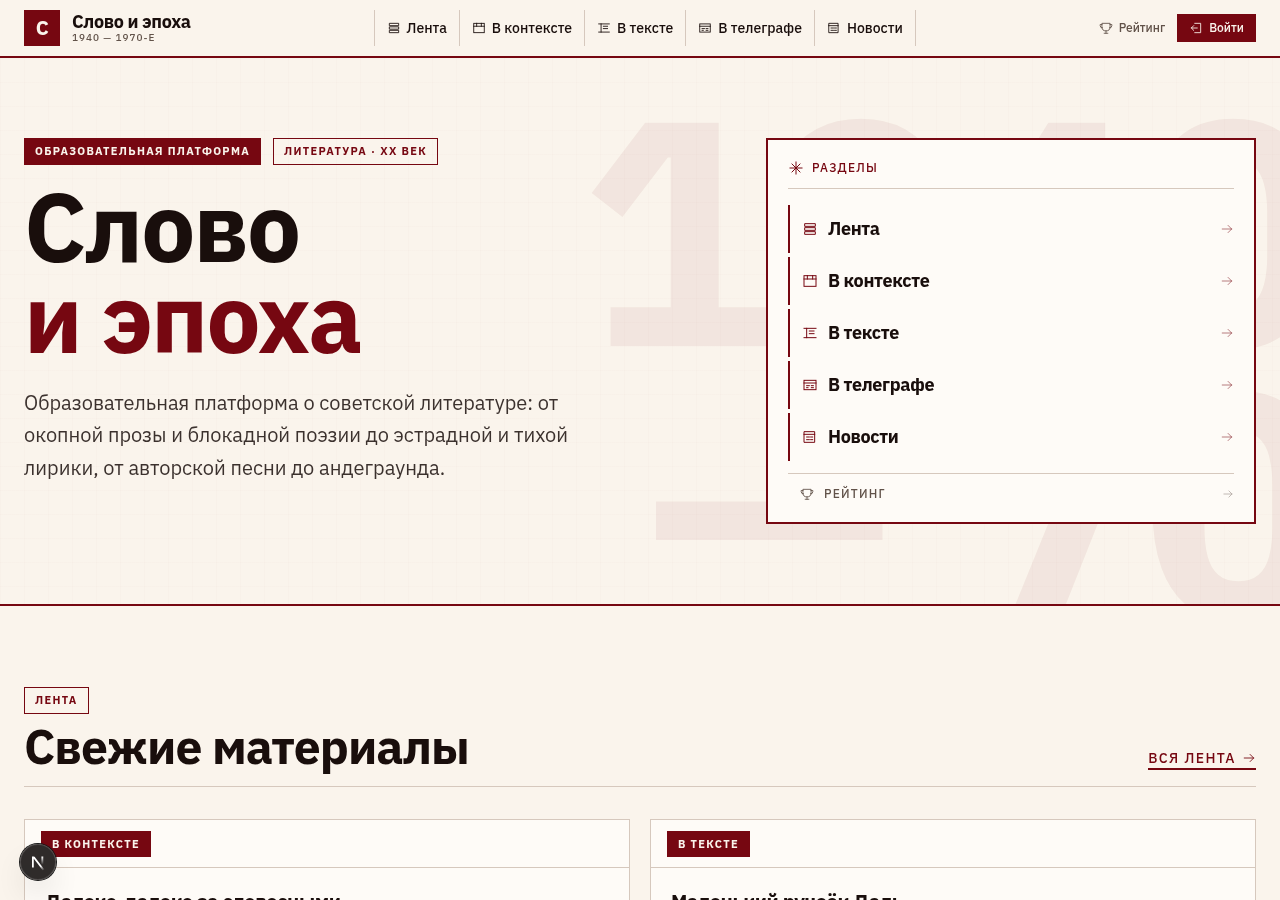 С
Слово и эпоха
1940 — 1970-Е
Лента
В контексте
В тексте
В телеграфе
Новости
Рейтинг
Войти
ОБРАЗОВАТЕЛЬНАЯ ПЛАТФОРМА
ЛИТЕРАТУРА · XX ВЕК
Слово
и эпоха
Образовательная платформа о советской литературе: от
окопной прозы и блокадной поэзии до эстрадной и тихой
лирики, от авторской песни до андеграунда.
РАЗДЕЛЫ
Лента
В контексте
В тексте
В телеграфе
Новости
РЕЙТИНГ
ЛЕНТА
Свежие материалы
ВСЯ ЛЕНТА
В КОНТЕКСТЕ
В ТЕКСТЕ
N